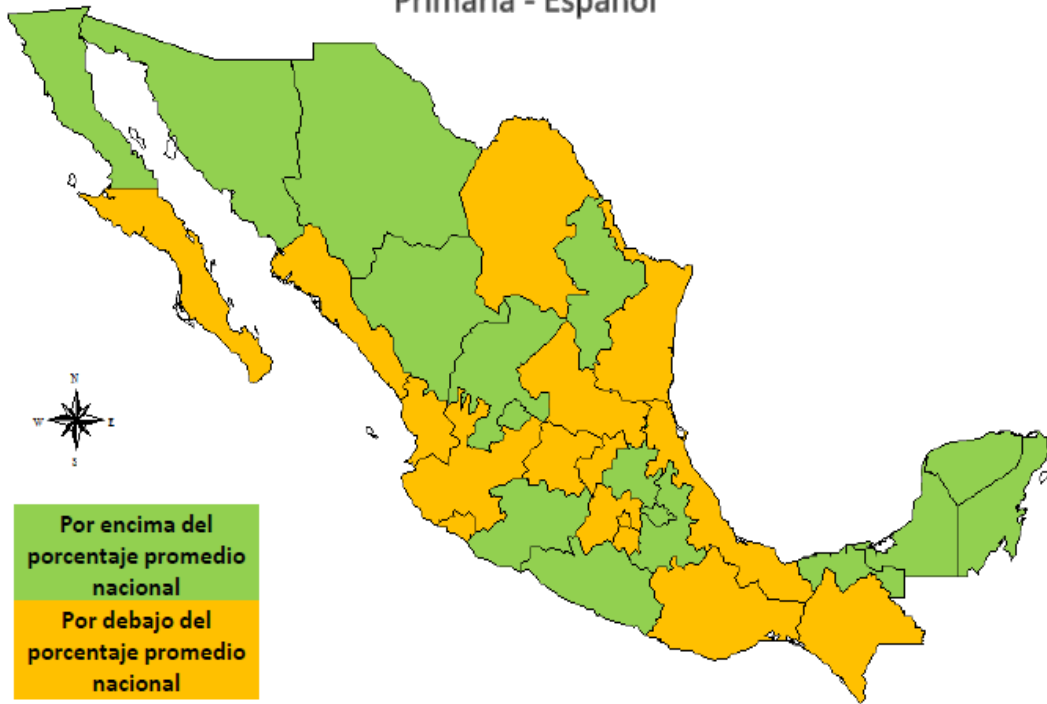 Primaria - Español
N
W
E
S
Por encima del
porcentaje promedio
nacional
Por debajo del
porcentaje promedio
nacional